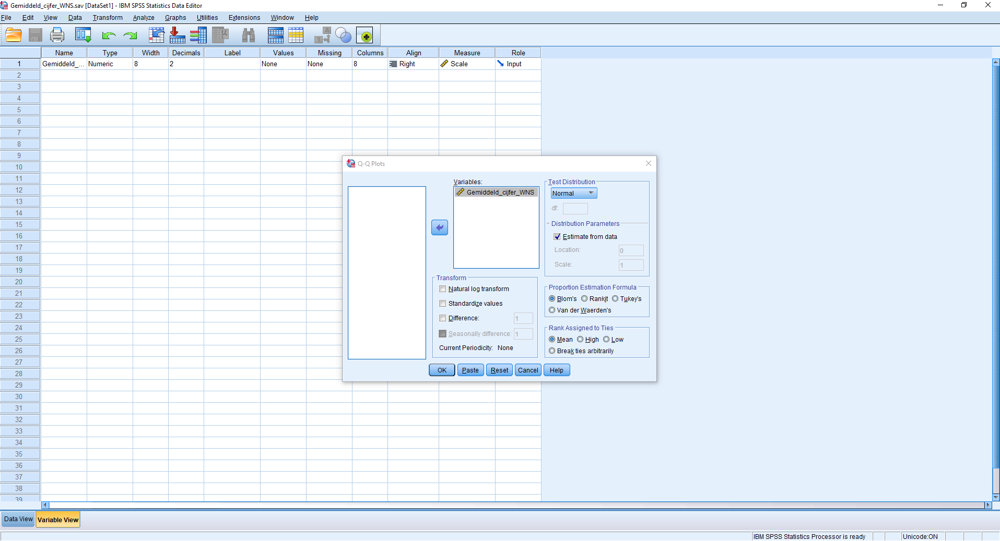 Gemiddeld_cijfer_WNS.sav [DataSet1] - IBM SPSS Statistics Data Editor
File Edit View Data Transform Analyze Graphs Utilities Extensions Window Help
Name Type Width Decimals Label Values Missing Columns Align Measure Role
1 Gemiddeld_... Numeric 8 2 None None 8 Right Scale Input
2
3
4
5
6
7
8
9
10
11
12
13
14
15
16
17
18
19
20
21
22
23
24
25
26
27
28
29
30
31
32
33
34
35
36
37
38
39
Q-Q Plots
Variables:
Gemiddeld_cijfer_WNS
Transform
Natural log transform
Standardize values
Difference: 1
Seasonally difference: 1
Current Periodicity: None
Test Distribution
Normal
df:
Distribution Parameters
Estimate from data
Location: 0
Scale: 1
Proportion Estimation Formula
Blom's Rankit Tukey's
Van der Waerden's
Rank Assigned to Ties
Mean High Low
Break ties arbitrarily
OK Paste Reset Cancel Help
Data View Variable View
IBM SPSS Statistics Processor is ready Unicode:ON